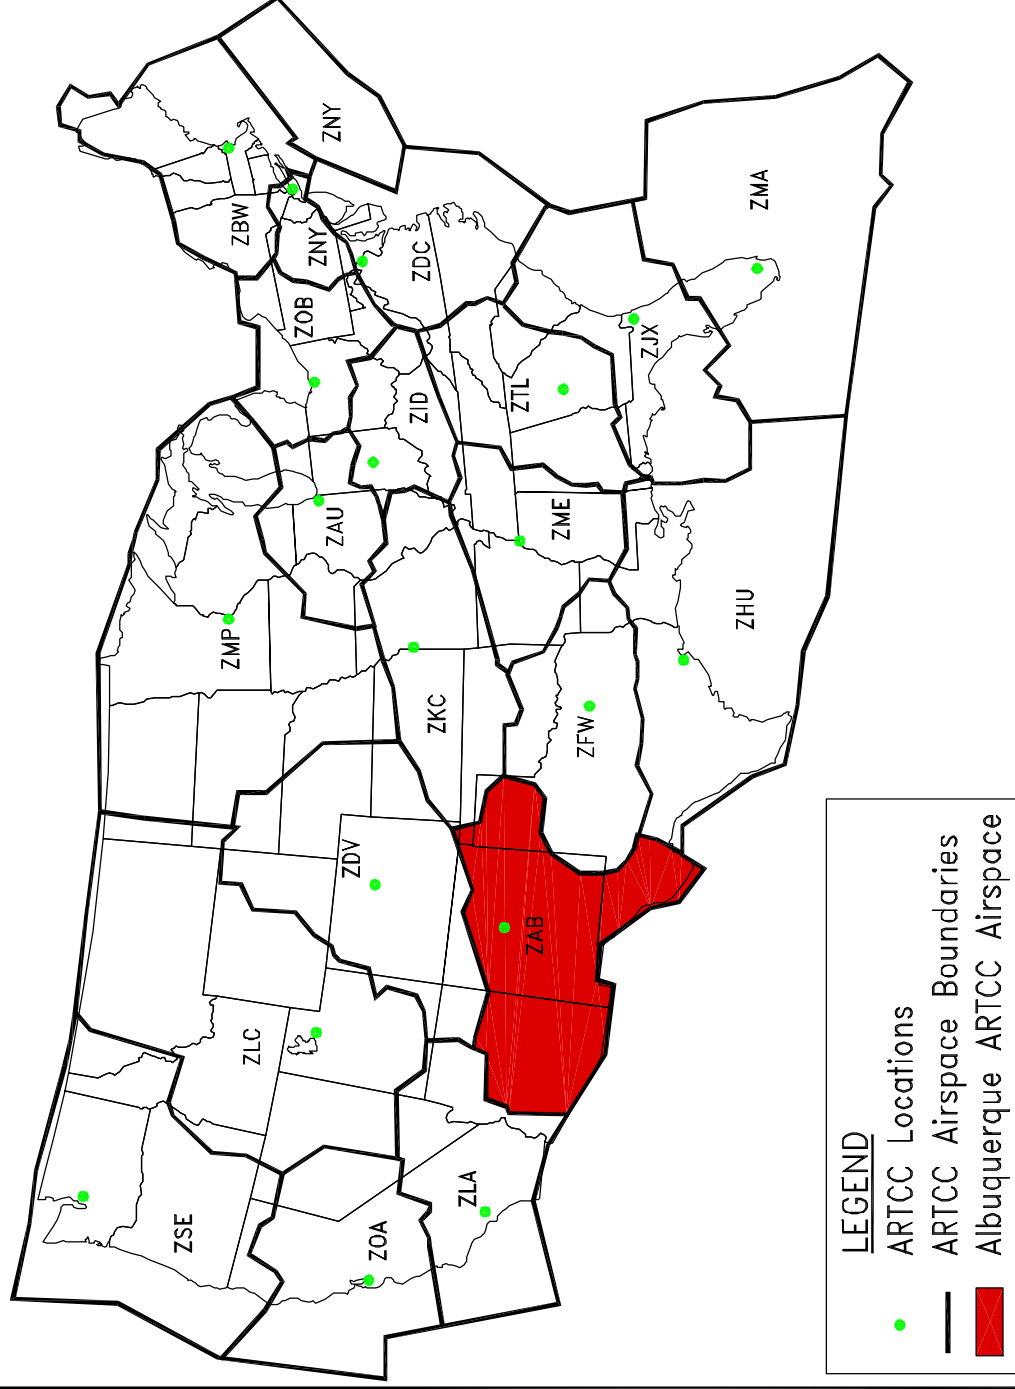 ZSE
ZOA
ZLA
ZLC
ZDV
ZAB
ZMP
ZKC
ZFW
ZHU
ZAU
ZME
ZID
ZTL
ZOB
ZJX
ZBW
ZNY
ZDC
ZNY
ZMA
LEGEND
ARTCC Locations
ARTCC Airspace Boundaries
Albuquerque ARTCC Airspace